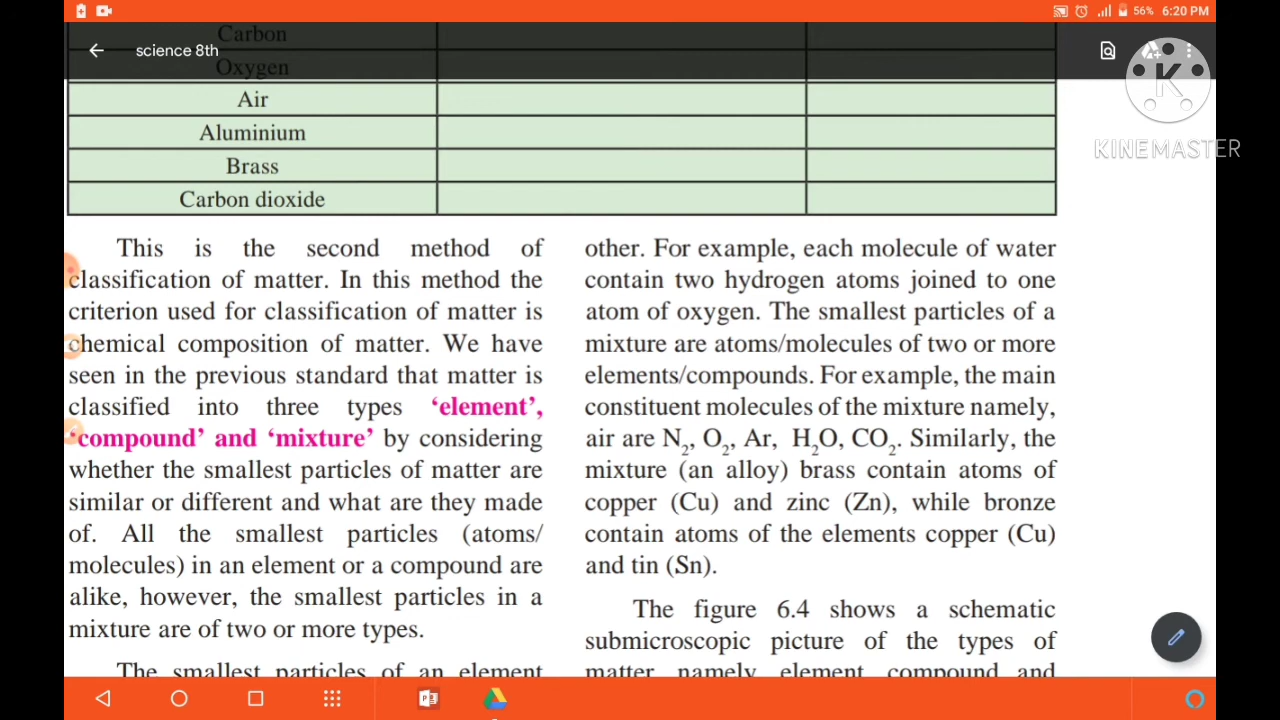 56% 6:20 PM
Carbon
science 8th
Oxygen
K
KINEMASTER
Air
Aluminium
Brass
Carbon dioxide
This is the second method of
classification of matter. In this method the
criterion used for classification of matter is
chemical composition of matter. We have
seen in the previous standard that matter is
classified into three types ‘element’,
‘compound’ and ‘mixture’ by considering
whether the smallest particles of matter are
similar or different and what are they made
of. All the smallest particles (atoms/
molecules) in an element or a compound are
alike, however, the smallest particles in a
mixture are of two or more types.
The smallest particles of an element
other. For example, each molecule of water
contain two hydrogen atoms joined to one
atom of oxygen. The smallest particles of a
mixture are atoms/molecules of two or more
elements/compounds. For example, the main
constituent molecules of the mixture namely,
air are N₂, O₂, Ar, H₂O, CO₂. Similarly, the
mixture (an alloy) brass contain atoms of
copper (Cu) and zinc (Zn), while bronze
contain atoms of the elements copper (Cu)
and tin (Sn).
The figure 6.4 shows a schematic
submicroscopic picture of the types of
matter namely element compound and